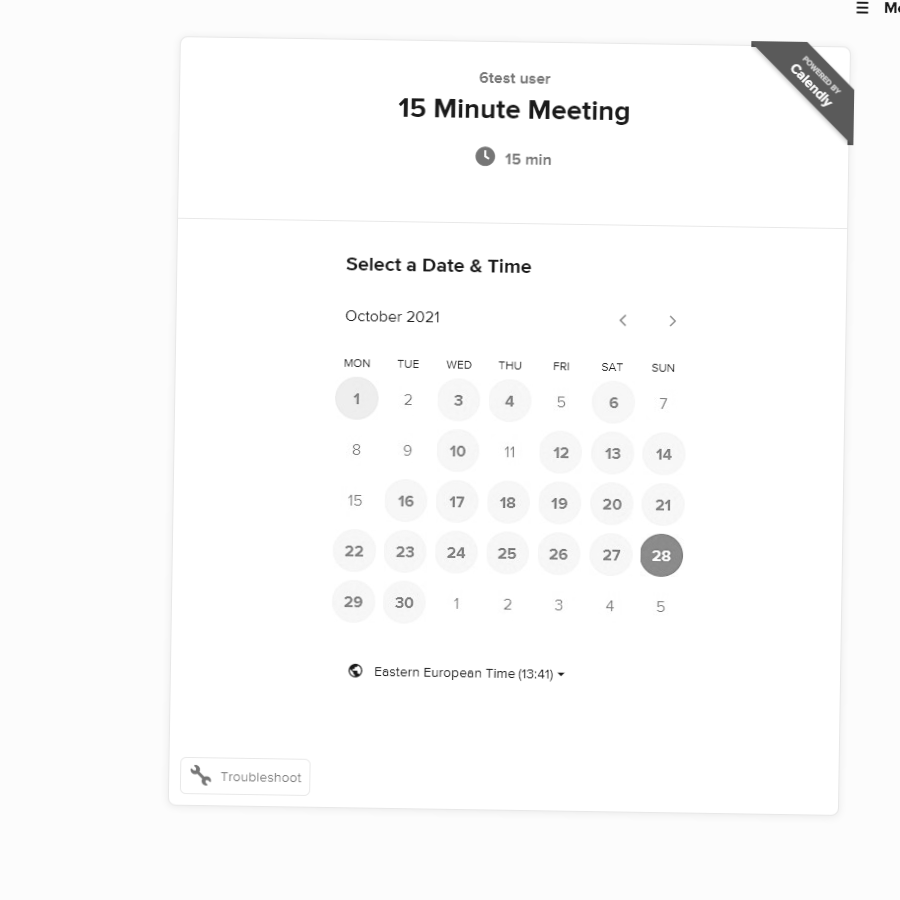 POWERED BY
Calendly
6test user
15 Minute Meeting
15 min
Select a Date & Time
October 2021
MON TUE WED THU FRI SAT SUN
1 2 3 4 5 6 7
8 9 10 11 12 13 14
15 16 17 18 19 20 21
22 23 24 25 26 27 28
29 30 1 2 3 4 5
Eastern European Time (13:41)
Troubleshoot